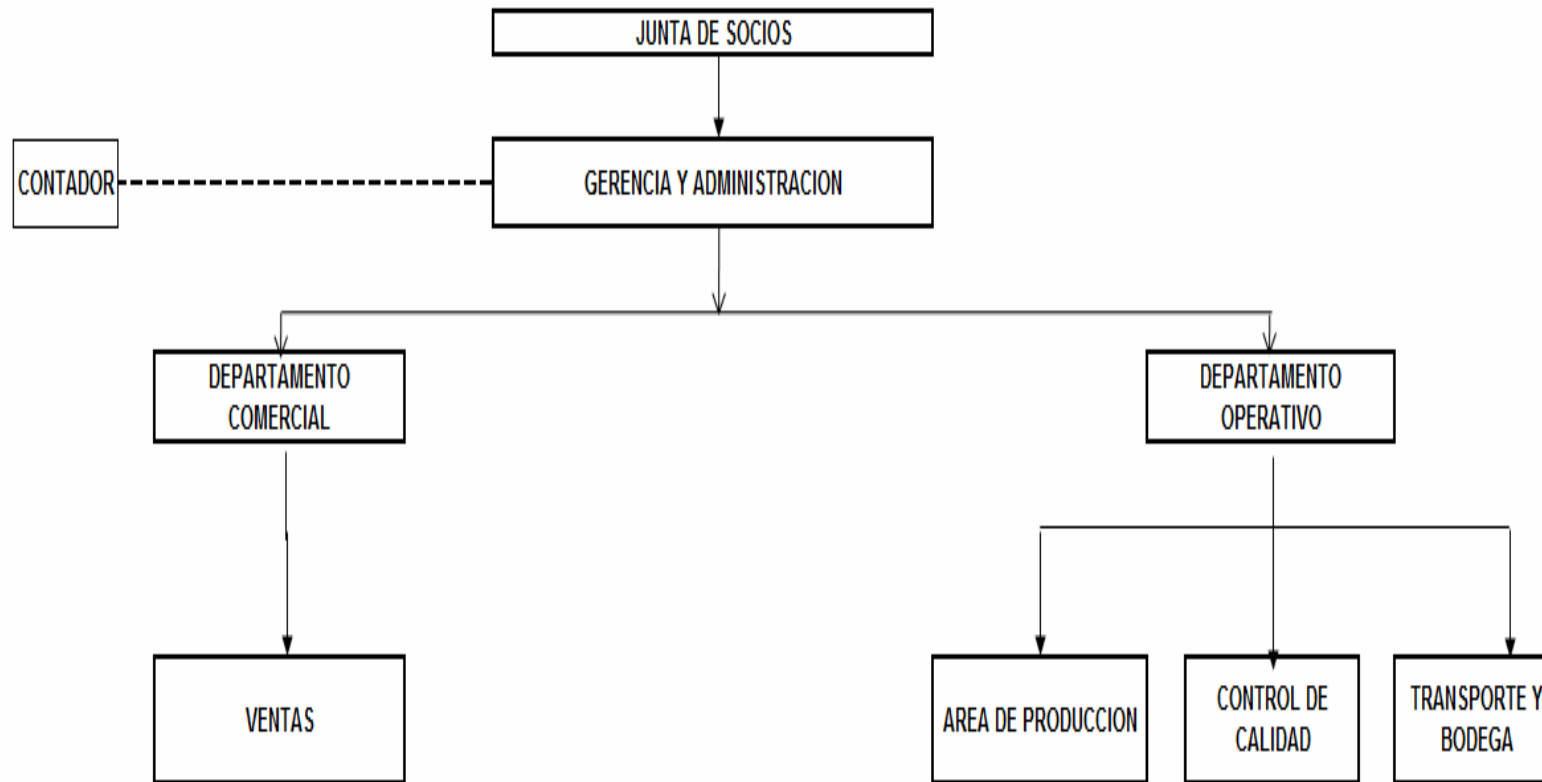 JUNTA DE SOCIOS
CONTADOR
GERENCIA Y ADMINISTRACION
DEPARTAMENTO
COMERCIAL
DEPARTAMENTO
OPERATIVO
VENTAS
AREA DE PRODUCCION
CONTROL DE
CALIDAD
TRANSPORTE Y
BODEGA